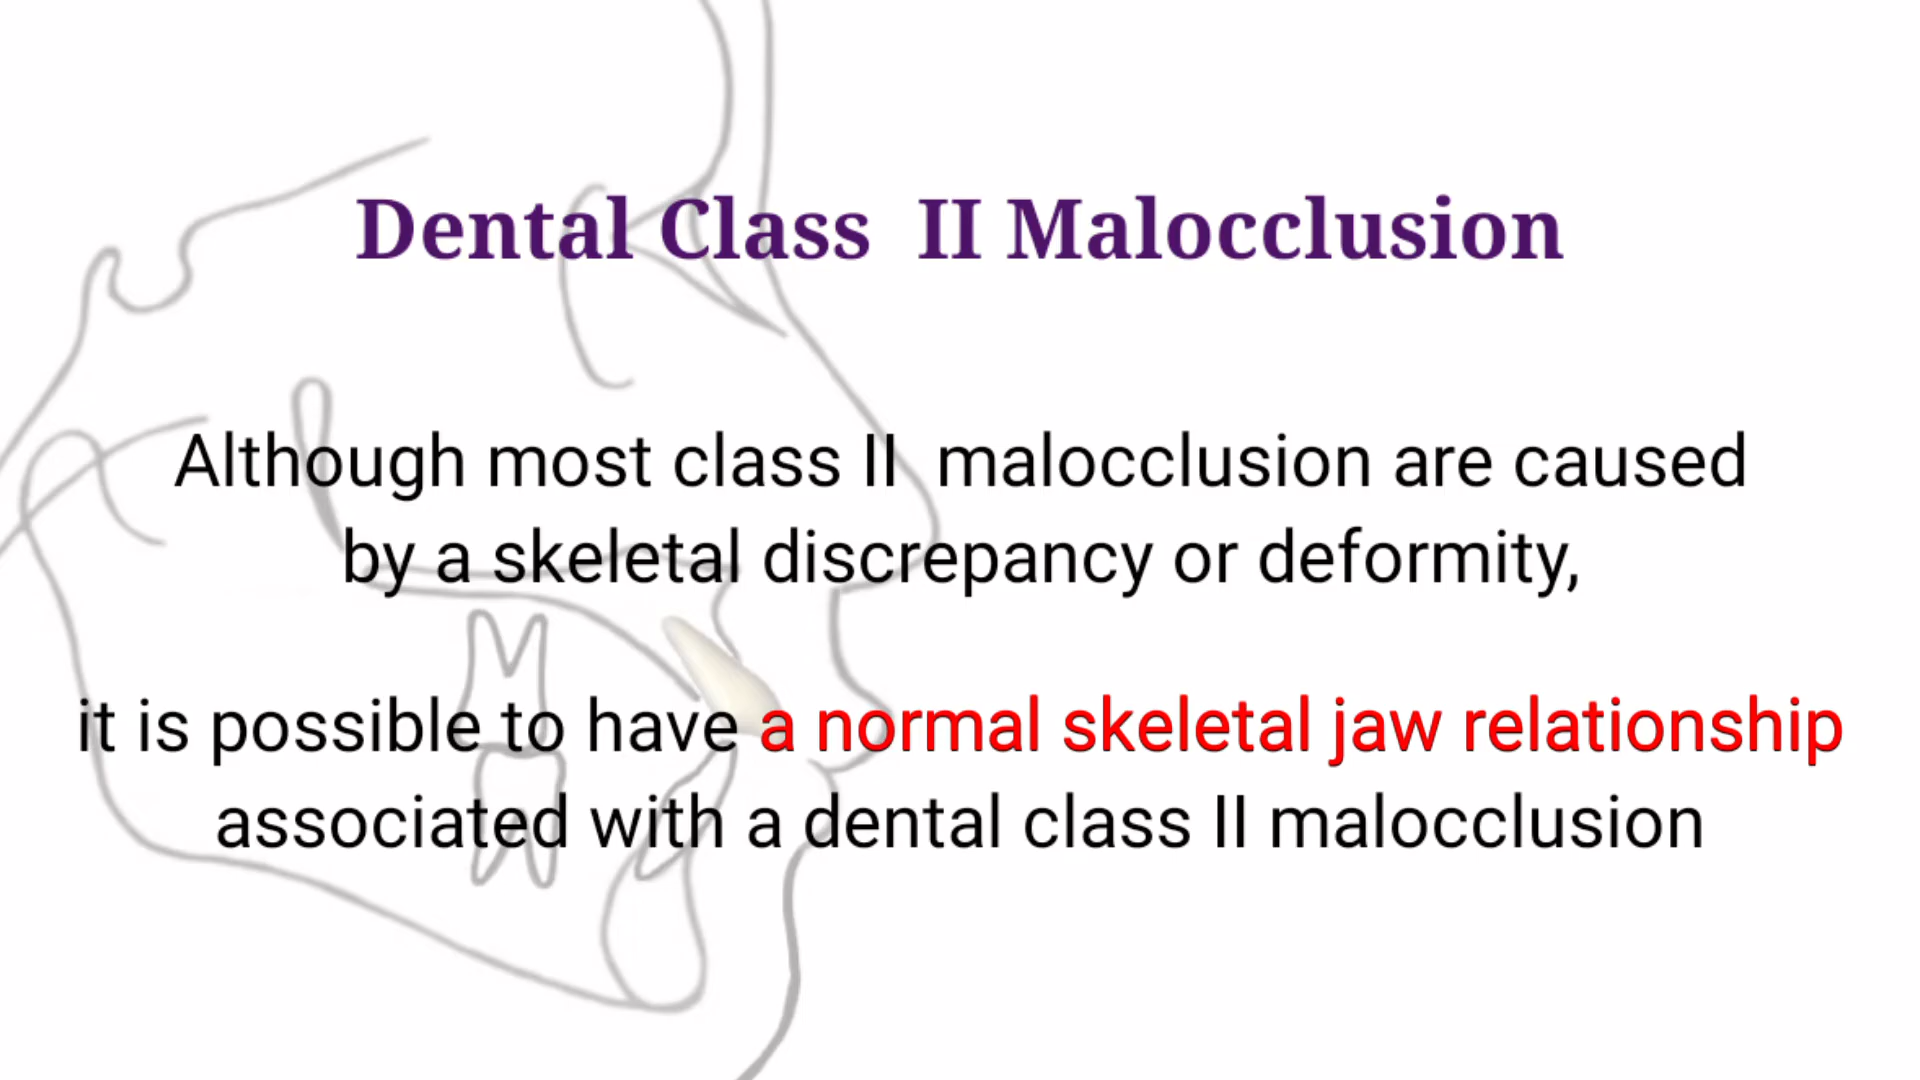 Dental Class  II Malocclusion
Although most class II  malocclusion are caused
by a skeletal discrepancy or deformity,
it is possible to have a normal skeletal jaw relationship
associated with a dental class II malocclusion